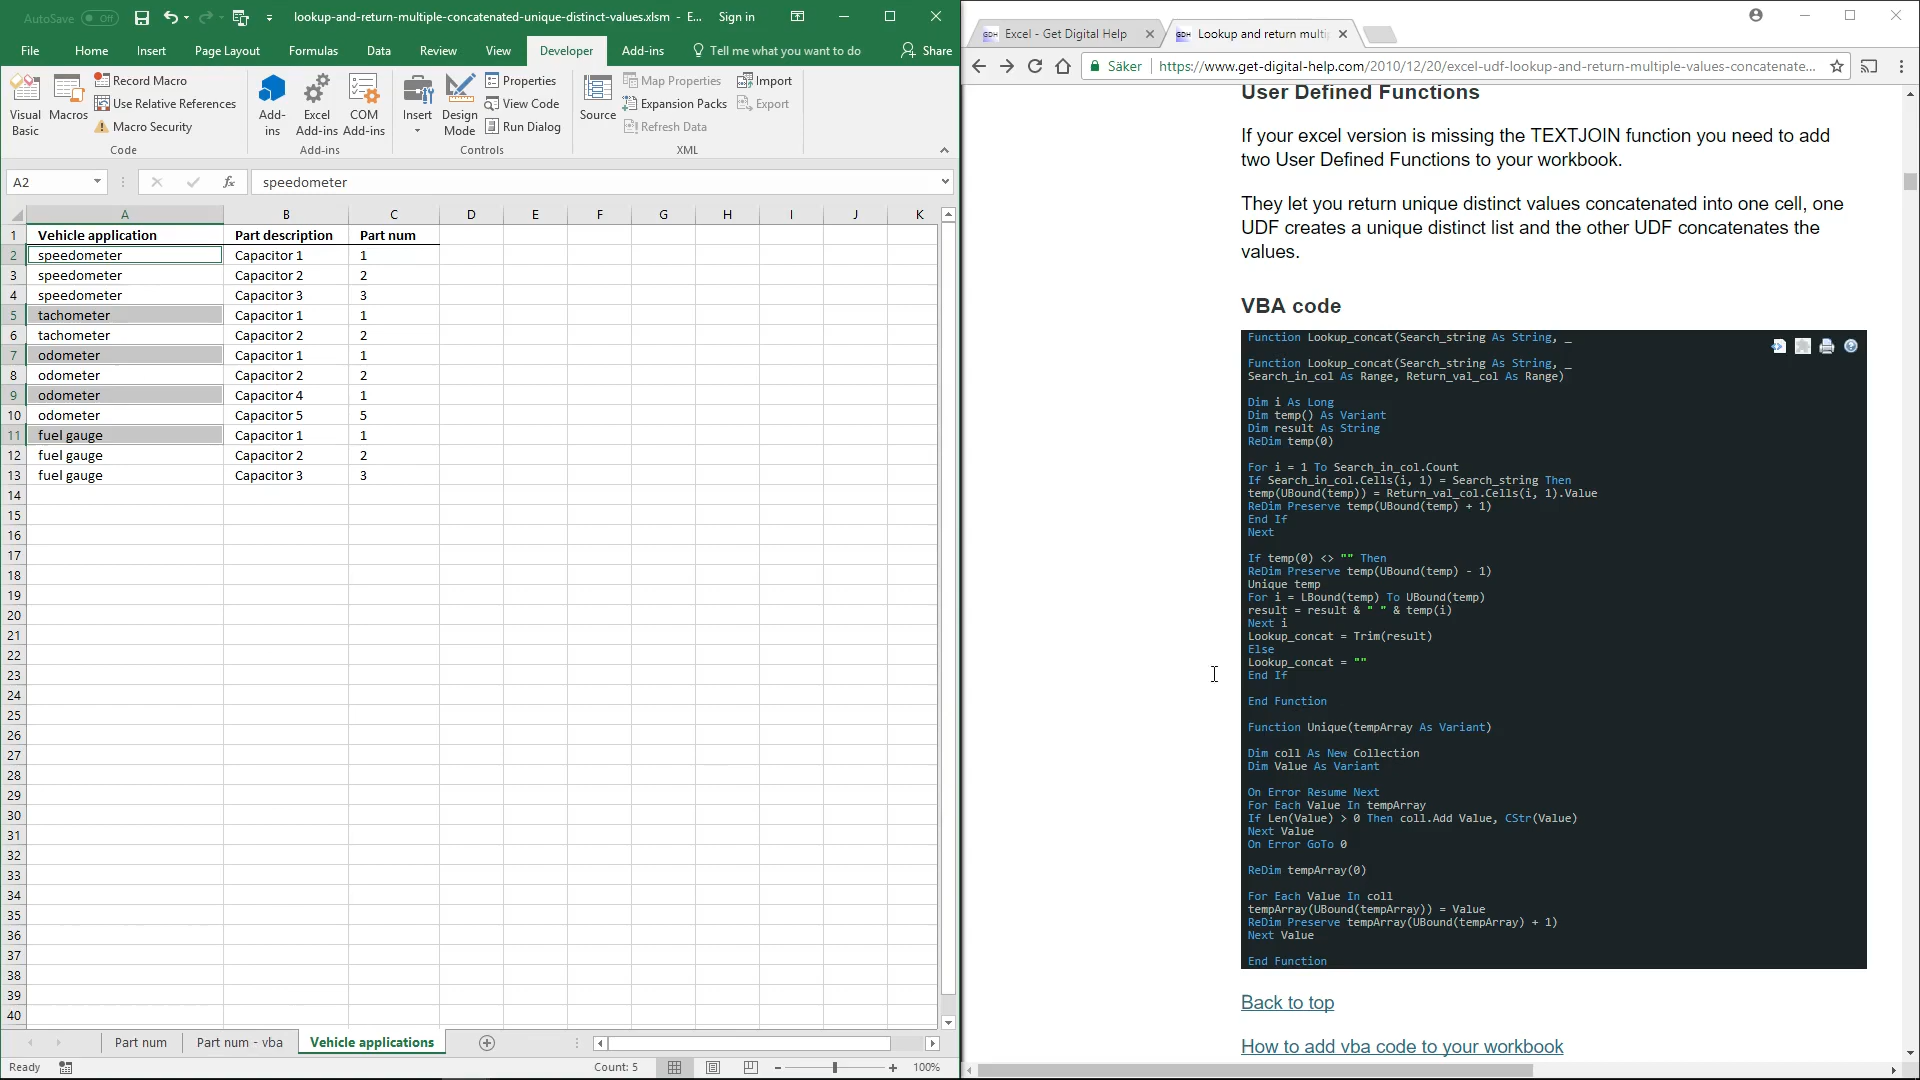 AutoSave Off
lookup-and-return-multiple-concatenated-unique-distinct-values.xlsm - E...
Sign in
File Home Insert Page Layout Formulas Data Review View Developer Add-ins Tell me what you want to do Share
Visual Basic
Macros
Record Macro
Use Relative References
Macro Security
Code
Add-ins
Excel Add-ins
COM Add-ins
Add-ins
Insert
Design Mode
Properties
View Code
Run Dialog
Controls
Source
Map Properties
Expansion Packs
Refresh Data
Import
Export
XML
A2 fx speedometer
A B C D E F G H I J K
1 Vehicle application Part description Part num
2 speedometer Capacitor 1 1
3 speedometer Capacitor 2 2
4 speedometer Capacitor 3 3
5 tachometer Capacitor 1 1
6 tachometer Capacitor 2 2
7 odometer Capacitor 1 1
8 odometer Capacitor 2 2
9 odometer Capacitor 4 1
10 odometer Capacitor 5 5
11 fuel gauge Capacitor 1 1
12 fuel gauge Capacitor 2 2
13 fuel gauge Capacitor 3 3
14
15
16
17
18
19
20
21
22
23
24
25
26
27
28
29
30
31
32
33
34
35
36
37
38
39
40
Part num Part num - vba Vehicle applications
Ready Count: 5 100%
GDH Excel - Get Digital Help
GDH Lookup and return multi
Säker https://www.get-digital-help.com/2010/12/20/excel-udf-lookup-and-return-multiple-values-concatenate...
User Defined Functions
If your excel version is missing the TEXTJOIN function you need to add
two User Defined Functions to your workbook.
They let you return unique distinct values concatenated into one cell, one
UDF creates a unique distinct list and the other UDF concatenates the
values.
VBA code
Function Lookup_concat(Search_string As String, _
Function Lookup_concat(Search_string As String, _
Search_in_col As Range, Return_val_col As Range)
Dim i As Long
Dim temp() As Variant
Dim result As String
ReDim temp(0)
For i = 1 To Search_in_col.Count
If Search_in_col.Cells(i, 1) = Search_string Then
temp(UBound(temp)) = Return_val_col.Cells(i, 1).Value
ReDim Preserve temp(UBound(temp) + 1)
End If
Next
If temp(0) <> "" Then
ReDim Preserve temp(UBound(temp) - 1)
Unique temp
For i = LBound(temp) To UBound(temp)
result = result & " " & temp(i)
Next i
Lookup_concat = Trim(result)
Else
Lookup_concat = ""
End If
End Function
Function Unique(tempArray As Variant)
Dim coll As New Collection
Dim Value As Variant
On Error Resume Next
For Each Value In tempArray
If Len(Value) > 0 Then coll.Add Value, CStr(Value)
Next Value
On Error GoTo 0
ReDim tempArray(0)
For Each Value In coll
tempArray(UBound(tempArray)) = Value
ReDim Preserve tempArray(UBound(tempArray) + 1)
Next Value
End Function
Back to top
How to add vba code to your workbook